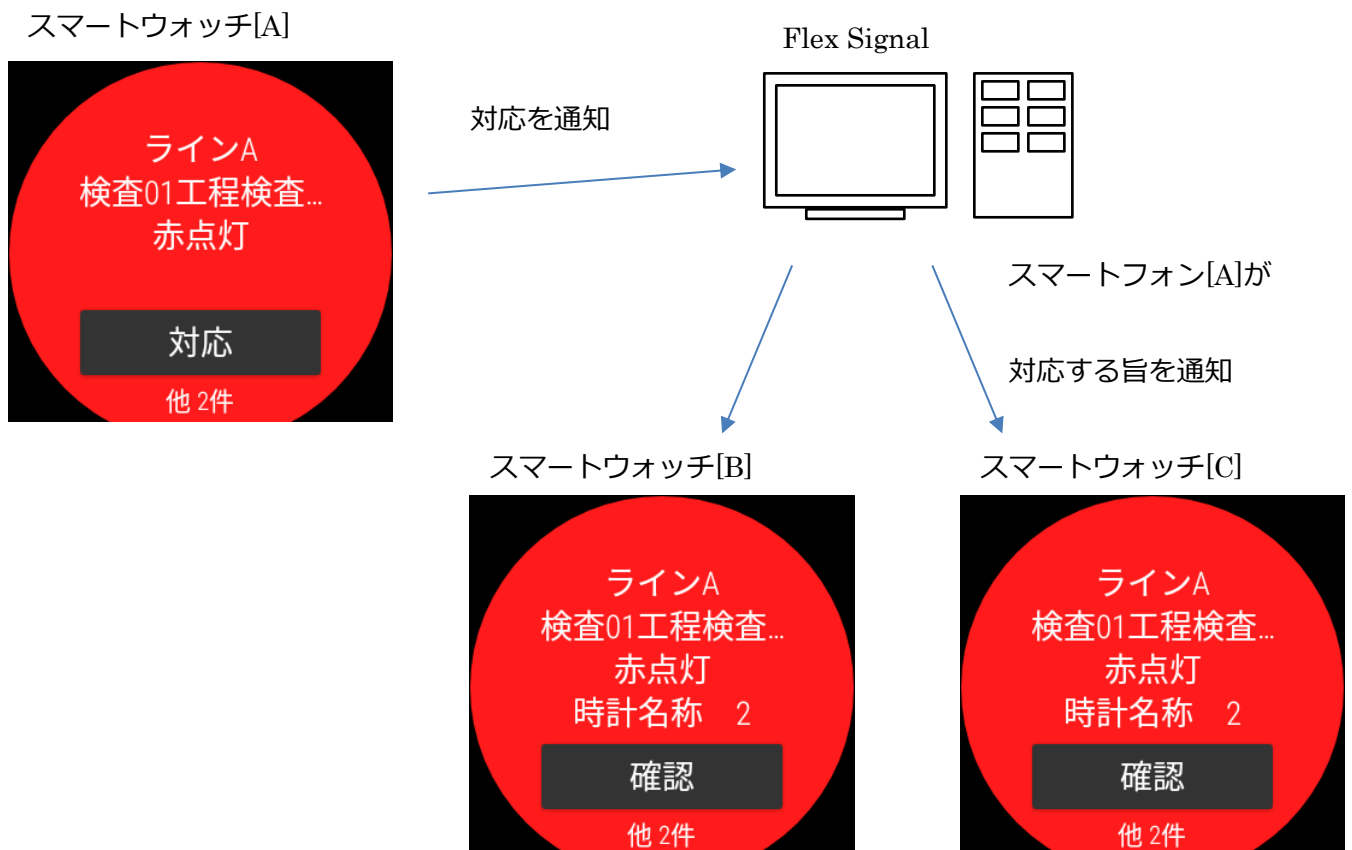 スマートウォッチ[A]
Flex Signal
対応を通知
ラインA
検査01工程検査...
赤点灯
対応
他 2件
スマートフォン[A]が
対応する旨を通知
スマートウォッチ[B]
ラインA
検査01工程検査...
赤点灯
時計名称　2
確認
他 2件
スマートウォッチ[C]
ラインA
検査01工程検査...
赤点灯
時計名称　2
確認
他 2件